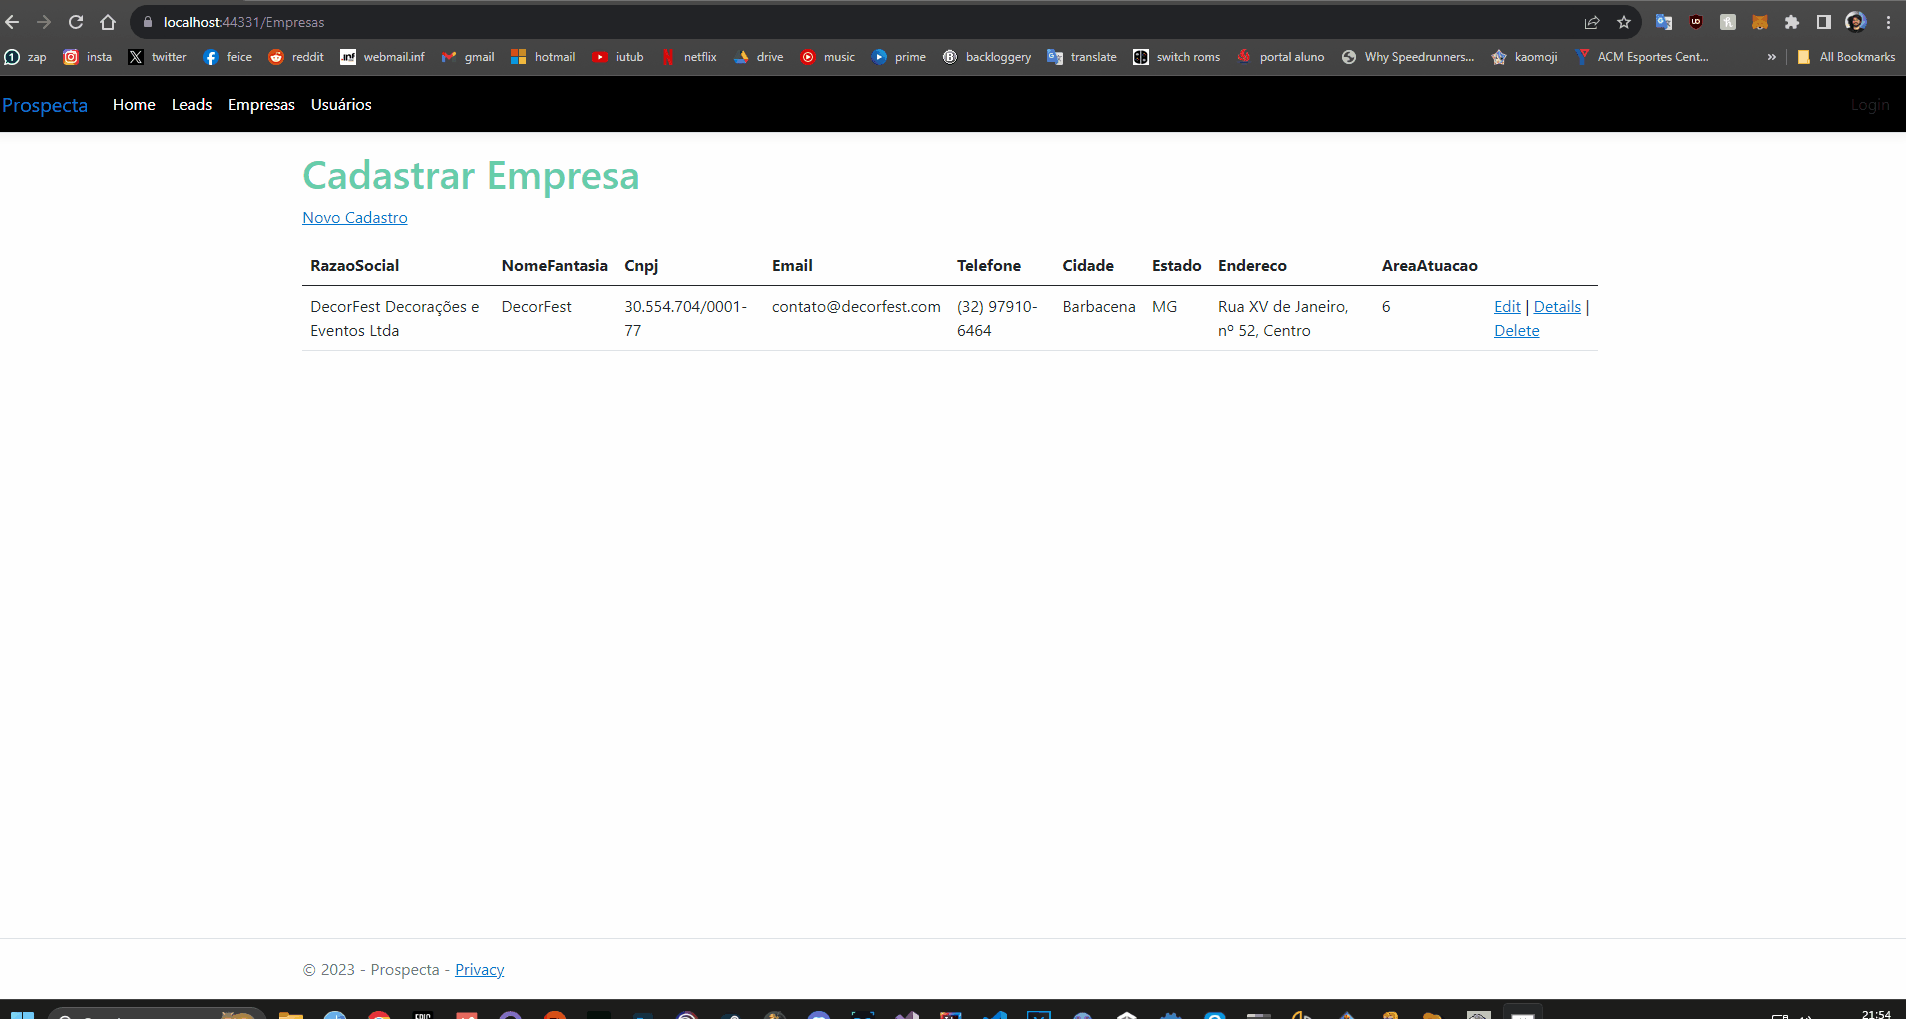 localhost:44331/Empresas
zap insta twitter feice reddit webmail.inf gmail hotmail iutub netflix drive music prime backloggery translate switch roms portal aluno Why Speedrunners... kaomoji ACM Esportes Cent... » All Bookmarks
Prospecta Home Leads Empresas Usuários Login
Cadastrar Empresa
Novo Cadastro
RazaoSocial NomeFantasia Cnpj Email Telefone Cidade Estado Endereco AreaAtuacao
DecorFest Decorações e DecorFest 30.554.704/0001- contato@decorfest.com (32) 97910- Barbacena MG Rua XV de Janeiro, 6 Edit | Details |
Eventos Ltda 77 6464 nº 52, Centro Delete
© 2023 - Prospecta - Privacy
21:54